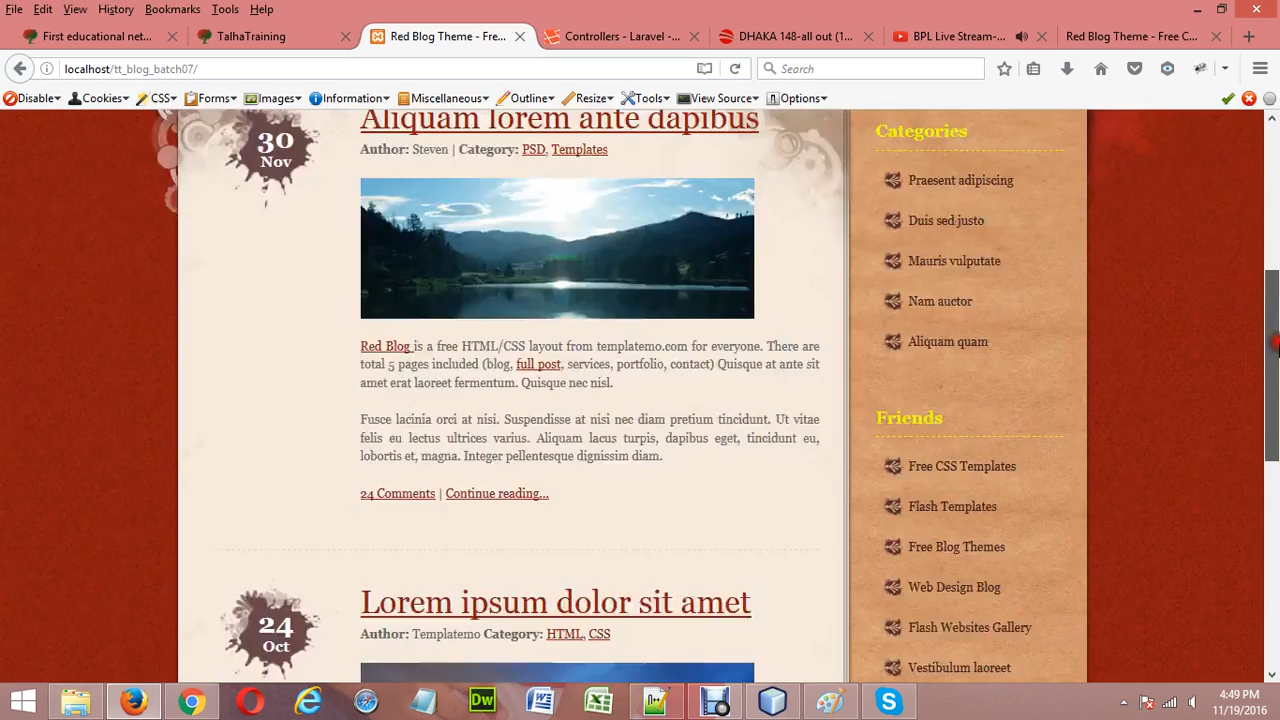 File Edit View History Bookmarks Tools Help
First educational net... TalhaTraining Red Blog Theme - Fre... Controllers - Laravel -... DHAKA 148-all out (1... BPL Live Stream-... Red Blog Theme - Free C...
localhost/tt_blog_batch07/ Search
Disable Cookies CSS Forms Images Information Miscellaneous Outline Resize Tools View Source Options
30
Nov
Aliquam lorem ante dapibus
Author: Steven | Category: PSD, Templates
Red Blog is a free HTML/CSS layout from templatemo.com for everyone. There are
total 5 pages included (blog, full post, services, portfolio, contact) Quisque at ante sit
amet erat laoreet fermentum. Quisque nec nisl.
Fusce lacinia orci at nisi. Suspendisse at nisi nec diam pretium tincidunt. Ut vitae
felis eu lectus ultrices varius. Aliquam lacus turpis, dapibus eget, tincidunt eu,
lobortis et, magna. Integer pellentesque dignissim diam.
24 Comments | Continue reading...
24
Oct
Lorem ipsum dolor sit amet
Author: Templatemo Category: HTML, CSS
Categories
Praesent adipiscing
Duis sed justo
Mauris vulputate
Nam auctor
Aliquam quam
Friends
Free CSS Templates
Flash Templates
Free Blog Themes
Web Design Blog
Flash Websites Gallery
Vestibulum laoreet
Dw
4:49 PM
11/19/2016